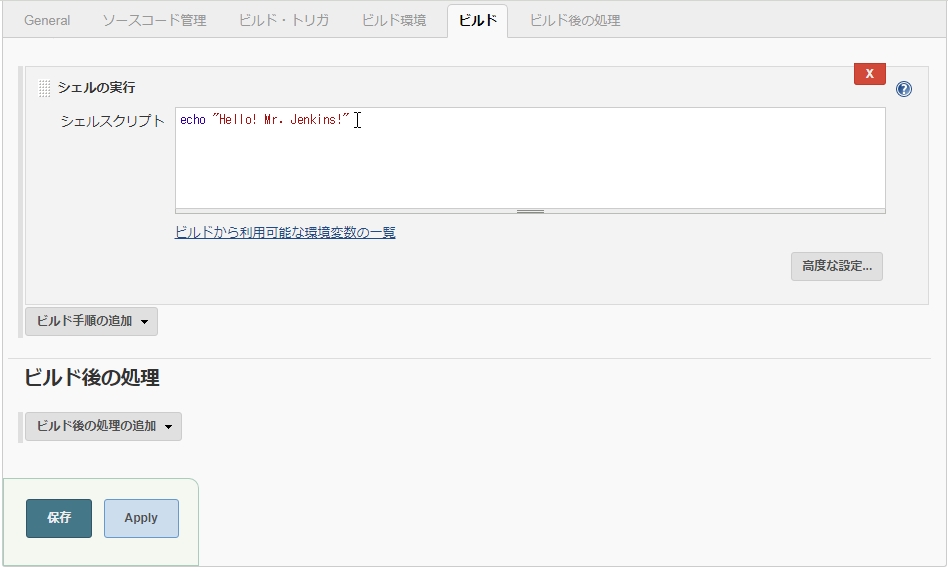 General ソースコード管理 ビルド・トリガ ビルド環境 ビルド ビルド後の処理
X
シェルの実行
?
シェルスクリプト
echo "Hello! Mr. Jenkins!"
ビルドから利用可能な環境変数の一覧
高度な設定...
ビルド手順の追加
ビルド後の処理
ビルド後の処理の追加
保存 Apply